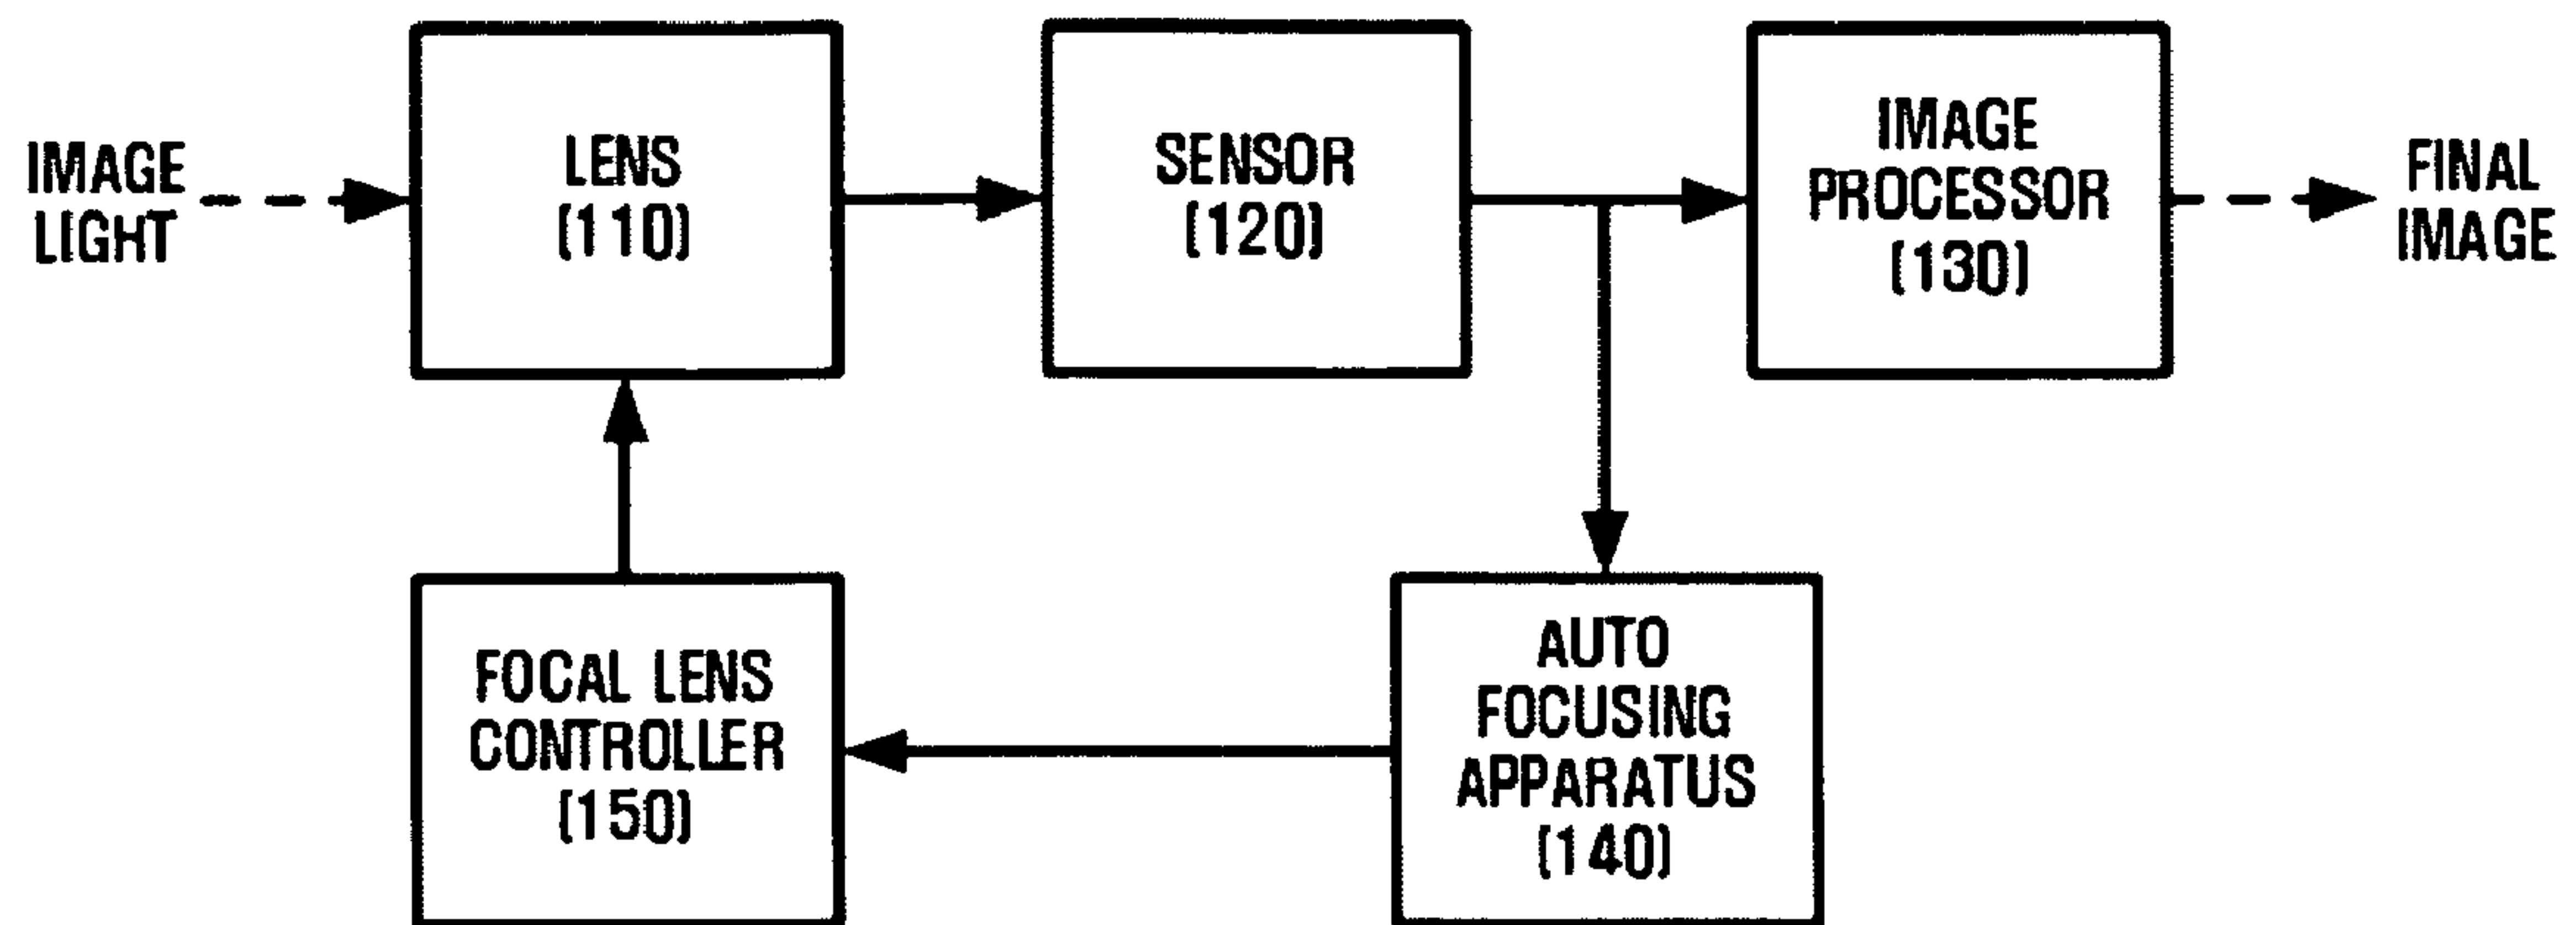 IMAGE
LIGHT
LENS
(110)
SENSOR
(120)
IMAGE
PROCESSOR
(130)
FINAL
IMAGE
FOCAL LENS
CONTROLLER
(150)
AUTO
FOCUSING
APPARATUS
(140)